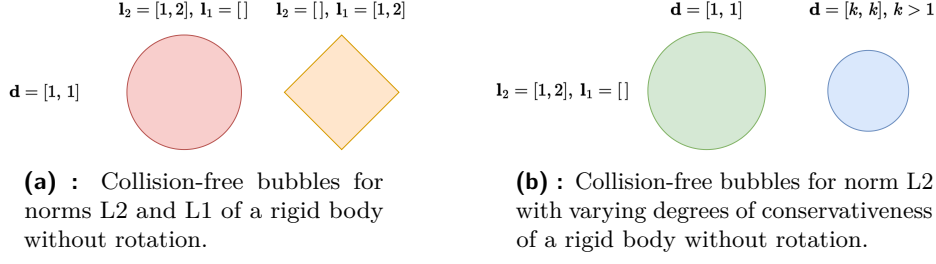 l₂ = [1, 2], l₁ = [ ]
l₂ = [ ], l₁ = [1, 2]
d = [1, 1]
(a) : Collision-free bubbles for
norms L2 and L1 of a rigid body
without rotation.
d = [1, 1]
d = [k, k], k > 1
l₂ = [1, 2], l₁ = [ ]
(b) : Collision-free bubbles for norm L2
with varying degrees of conservativeness
of a rigid body without rotation.